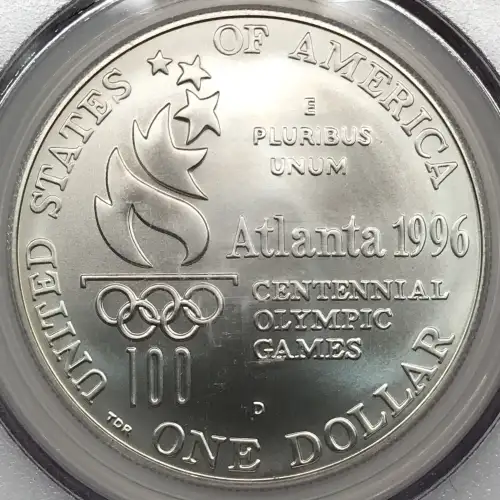 UNITED STATES OF AMERICA
E
PLURIBUS
UNUM
Atlanta 1996
CENTENNIAL
OLYMPIC
GAMES
100
D
TDR
ONE DOLLAR